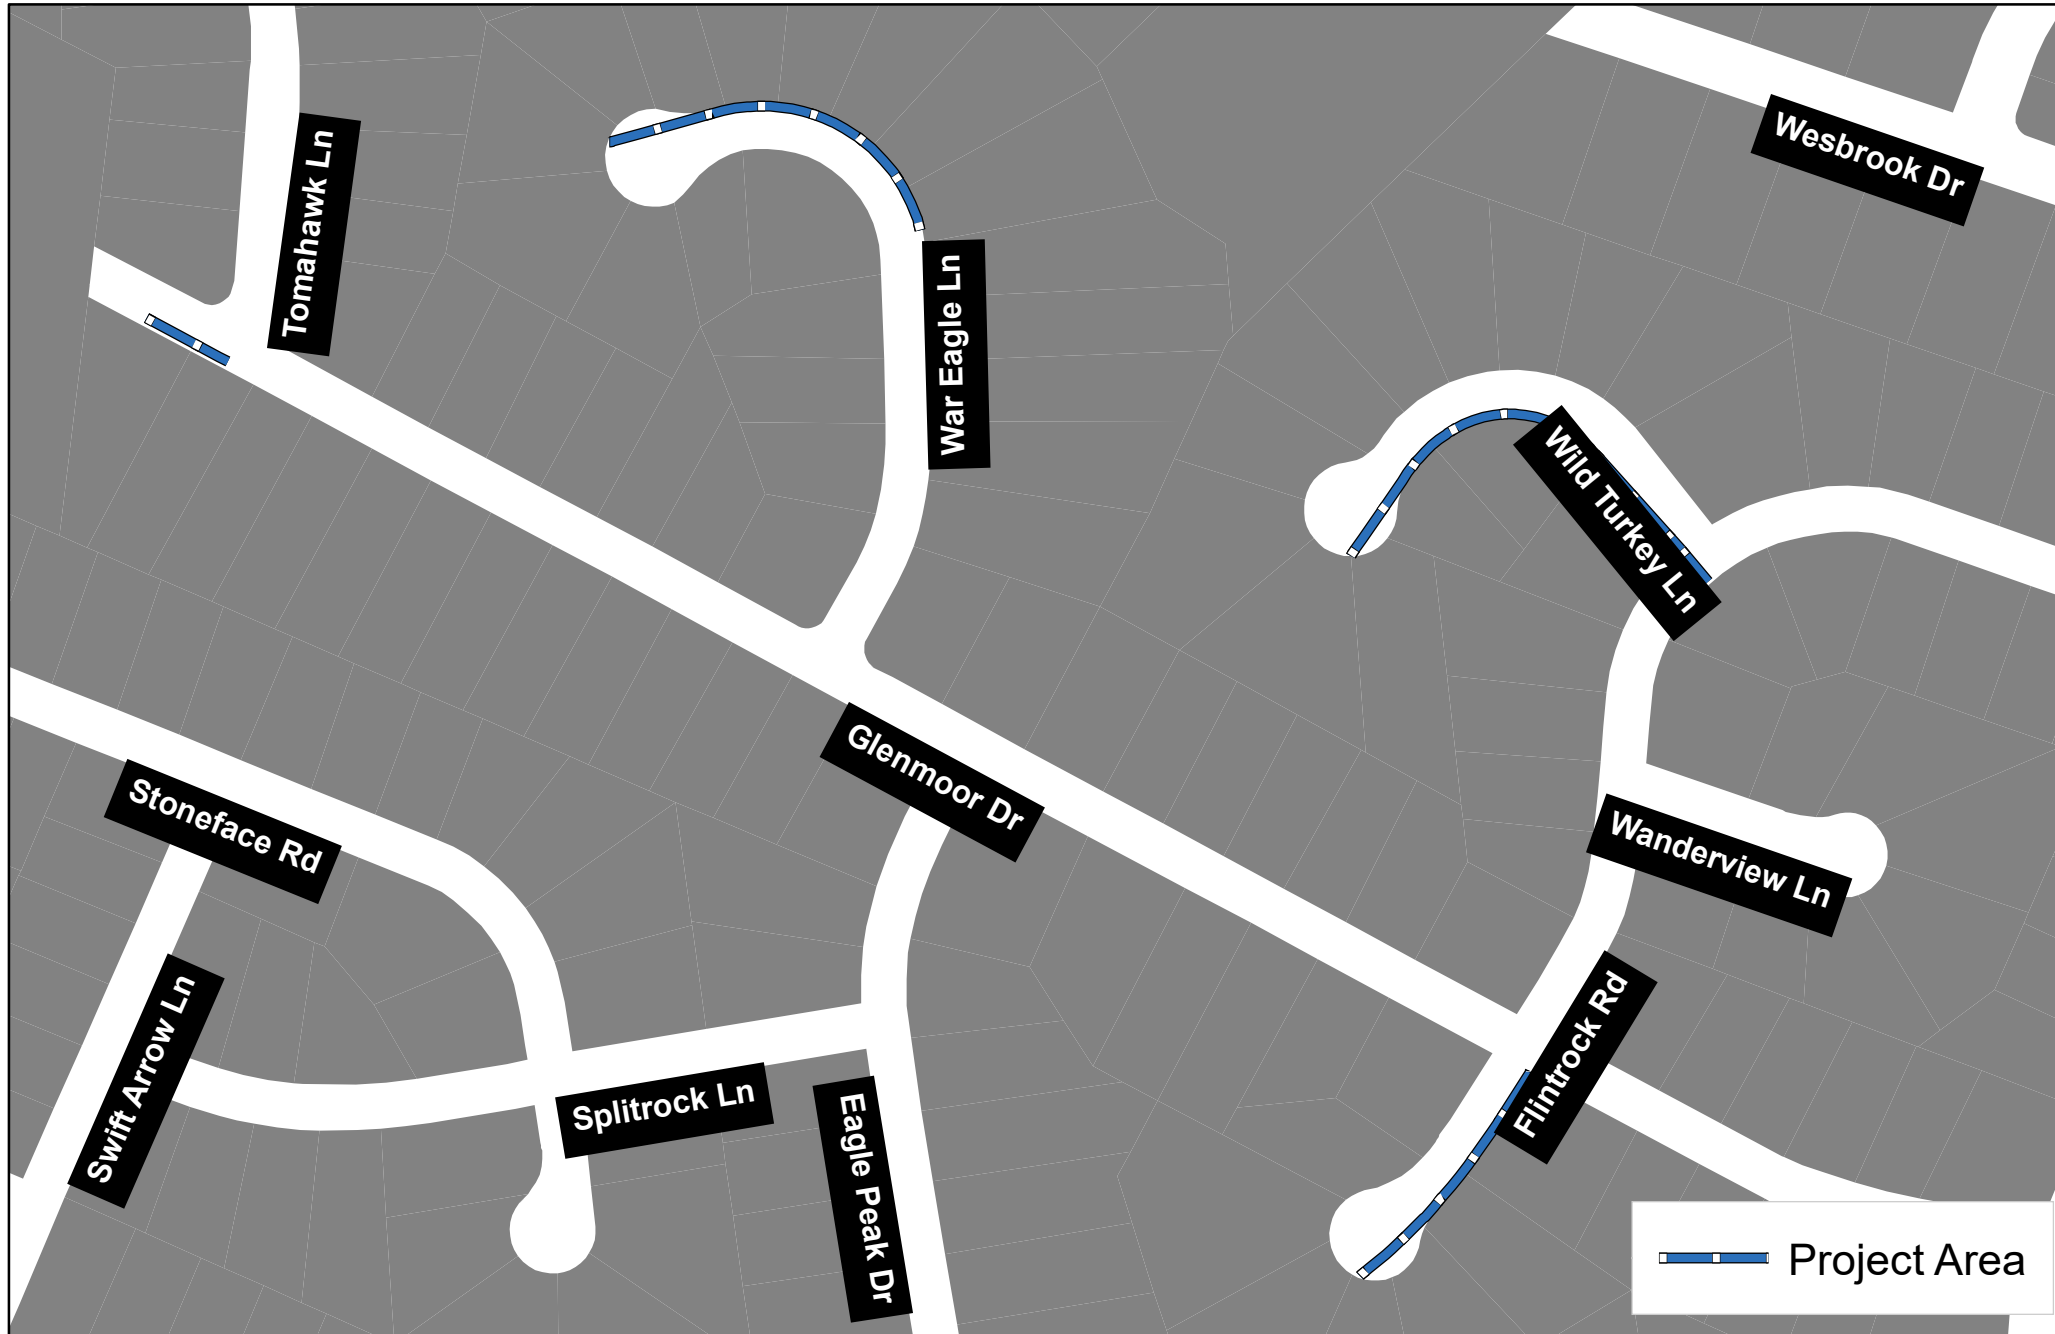 Wesbrook Dr
Tomahawk Ln
War Eagle Ln
Wild Turkey Ln
Glenmoor Dr
Stoneface Rd
Wanderview Ln
Swift Arrow Ln
Flintrock Rd
Splitrock Ln
Eagle Peak Dr
Project Area